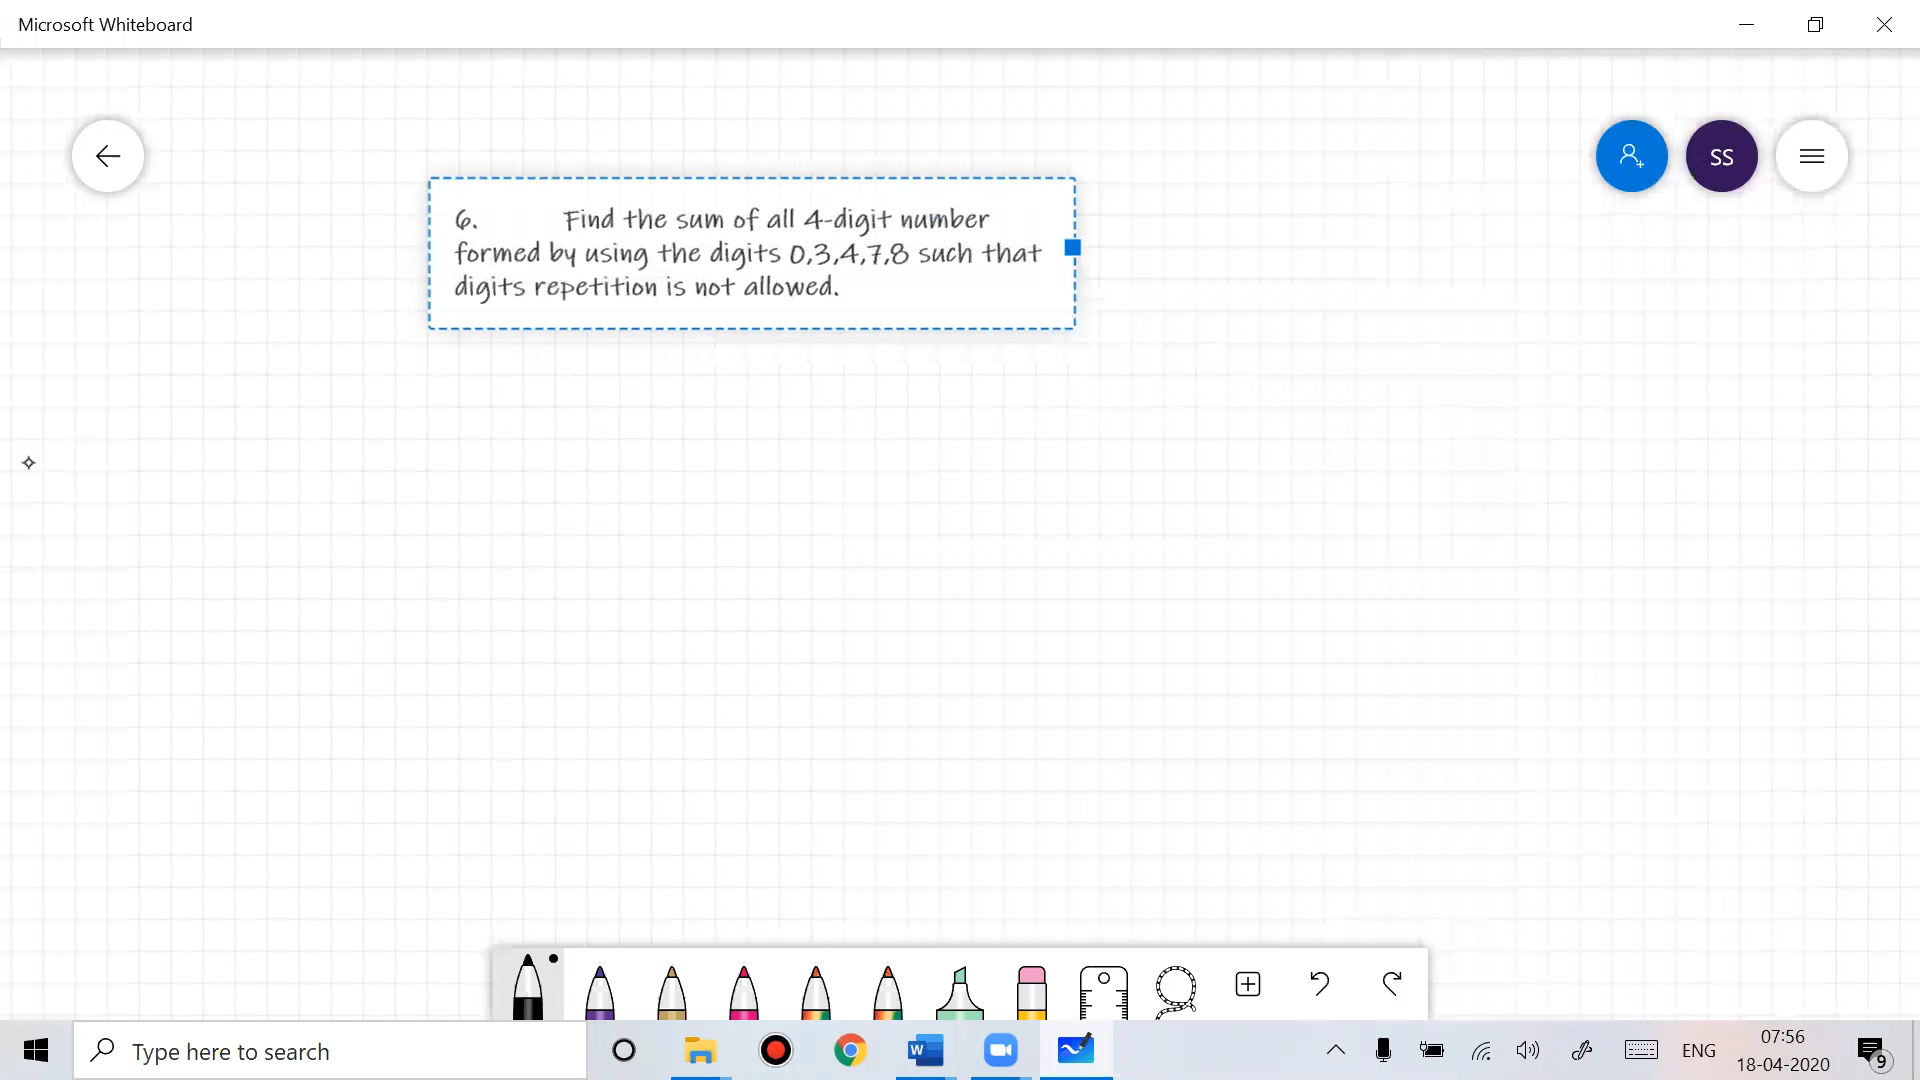 Microsoft Whiteboard
SS
6. Find the sum of all 4-digit number
formed by using the digits 0,3,4,7,8 such that
digits repetition is not allowed.
Type here to search
W
ENG
07:56
18-04-2020
9